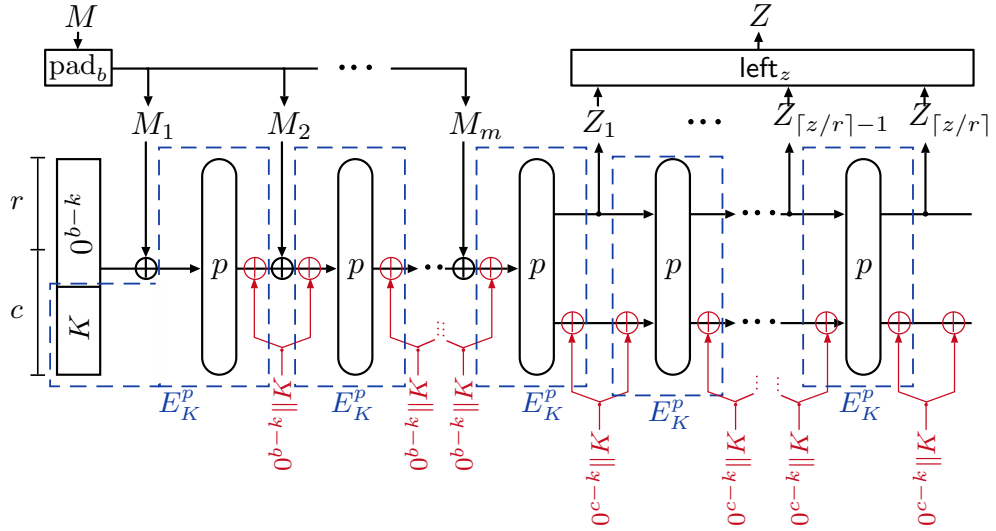 M
Z
pad_b
left_z
M_1
M_2
M_m
Z_1
Z_{⌈z/r⌉−1}
Z_{⌈z/r⌉}
r
c
0^{b−k}
K
p
p
p
p
p
E_K^p
E_K^p
E_K^p
E_K^p
E_K^p
0^{b−k}∥K
0^{b−k}∥K
0^{b−k}∥K
0^{c−k}∥K
0^{c−k}∥K
0^{c−k}∥K
0^{c−k}∥K